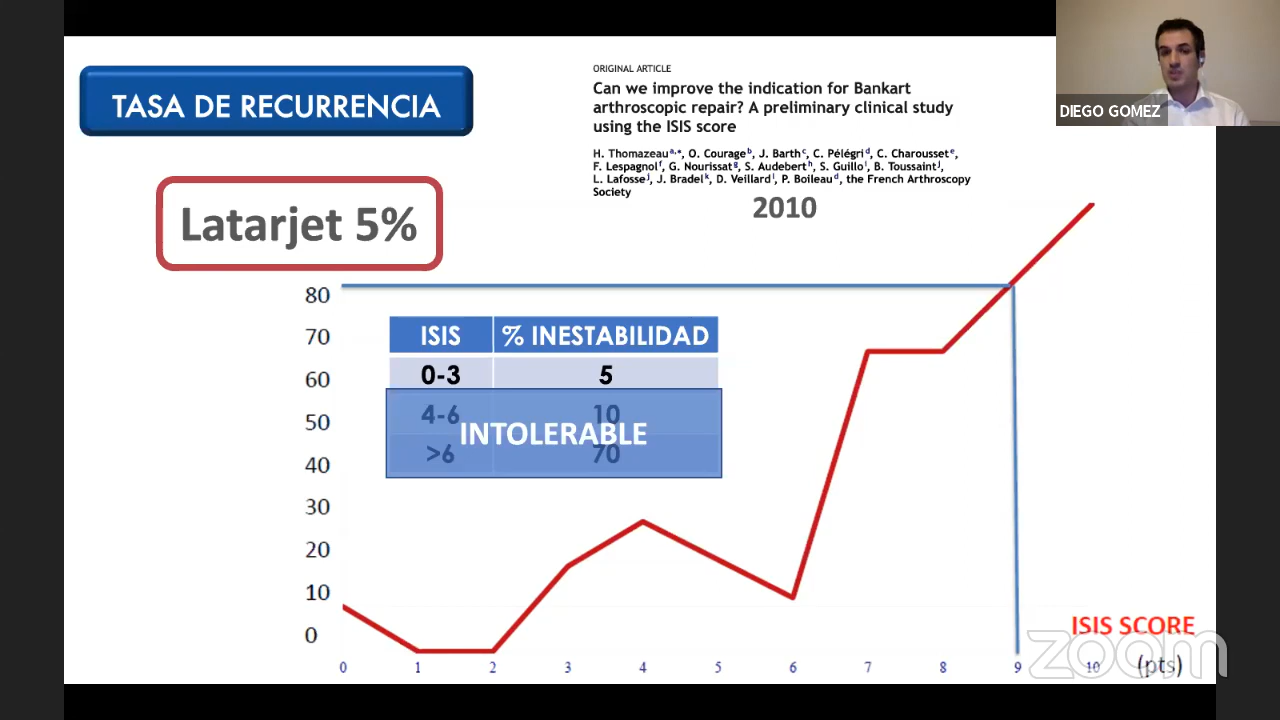 TASA DE RECURRENCIA
ORIGINAL ARTICLE
Can we improve the indication for Bankart
arthroscopic repair? A preliminary clinical study
using the ISIS score
H. Thomazeau a,*, O. Courage b, J. Barth c, C. Pélégri d, C. Charousset e,
F. Lespagnol f, G. Nourissat g, S. Audebert h, S. Guillo i, B. Toussaint j,
L. Lafosse j, J. Bradel k, D. Veillard l, P. Boileau d, the French Arthroscopy
Society
2010
DIEGO GOMEZ
Latarjet 5%
80
70
60
50
40
30
20
10
0
ISIS % INESTABILIDAD
0-3 5
4-6 10
INTOLERABLE
>6 70
ISIS SCORE
zoom
0 1 2 3 4 5 6 7 8 9 10 (pts)